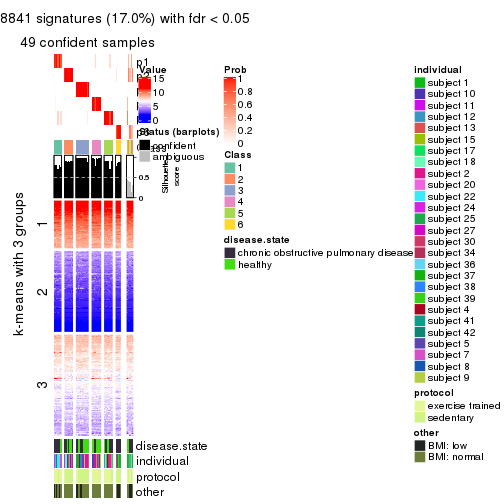 8841 signatures (17.0%) with fdr < 0.05
49 confident samples
p1
Value
15
10
5
0
Status (barplots)
confident
ambiguous
1
0.5
0
Silhouette
score
k-means with 3 groups
1
2
3
disease.state
individual
protocol
other
Prob
1
0.8
0.6
0.4
0.2
0
Class
1
2
3
4
5
6
disease.state
chronic obstructive pulmonary disease
healthy
individual
subject 1
subject 10
subject 11
subject 12
subject 13
subject 15
subject 17
subject 18
subject 2
subject 20
subject 22
subject 24
subject 25
subject 27
subject 30
subject 34
subject 36
subject 37
subject 38
subject 39
subject 4
subject 41
subject 42
subject 5
subject 7
subject 8
subject 9
protocol
exercise trained
sedentary
other
BMI: low
BMI: normal